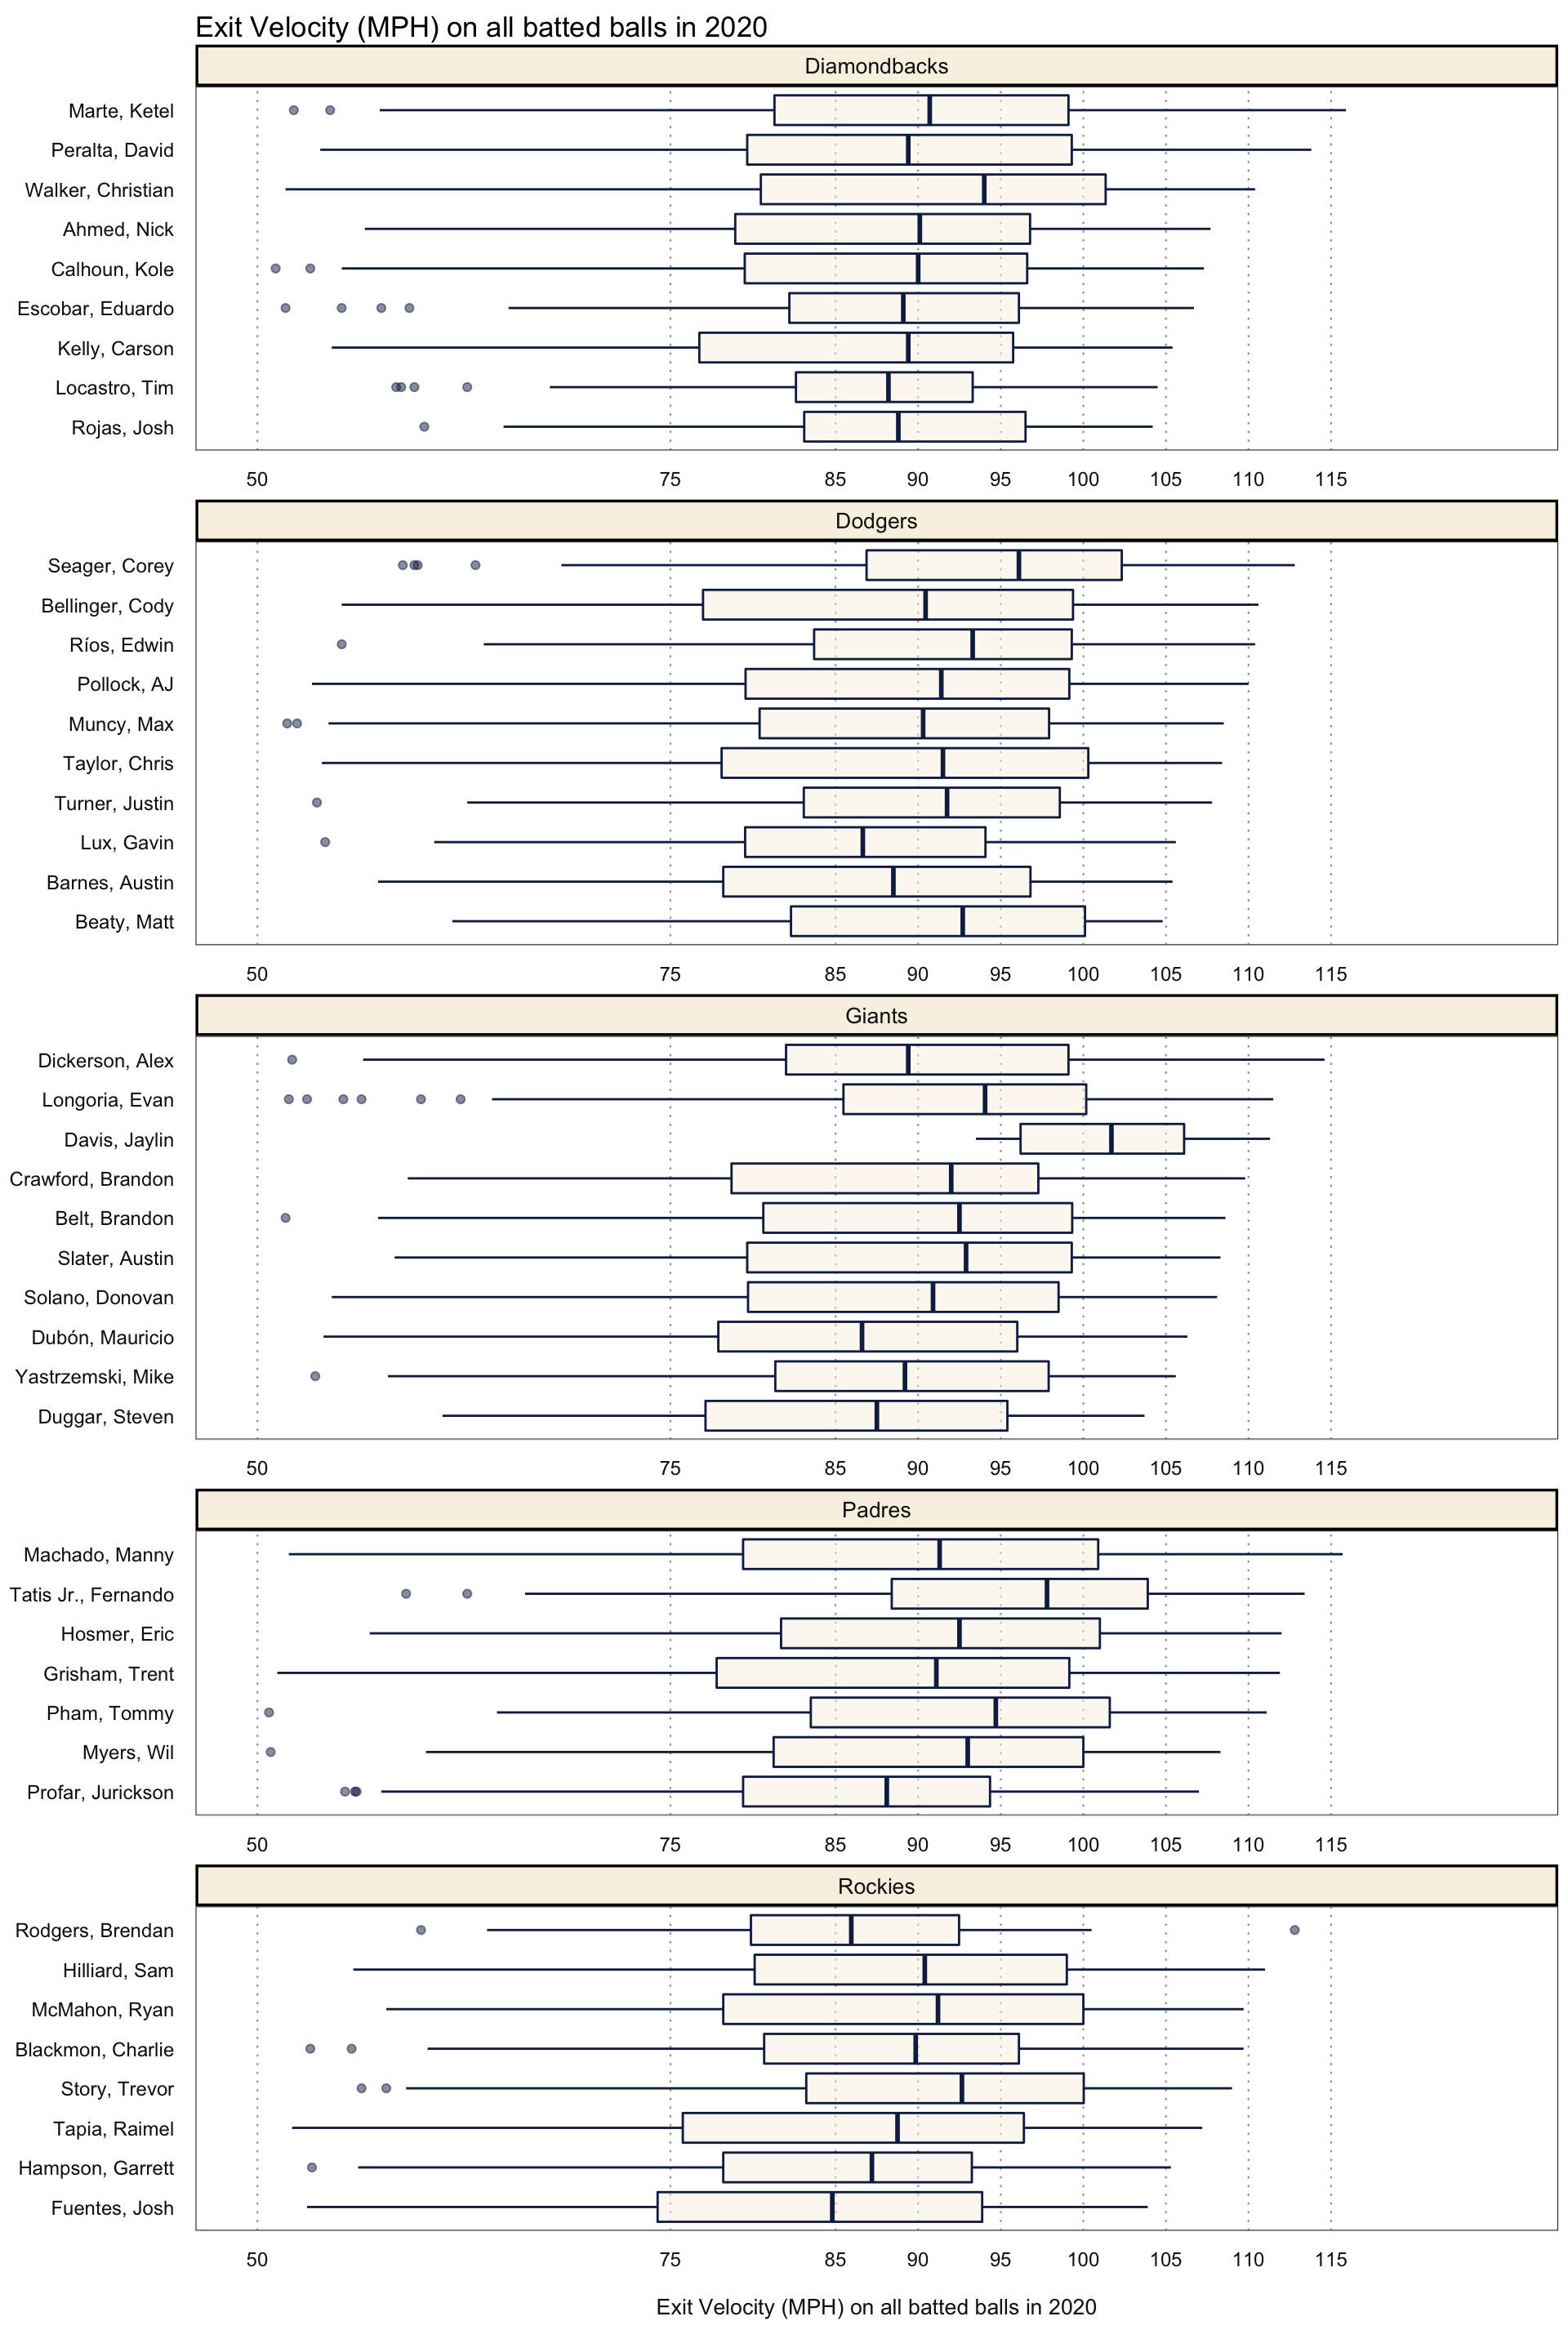 Exit Velocity (MPH) on all batted balls in 2020
Diamondbacks
Marte, Ketel
Peralta, David
Walker, Christian
Ahmed, Nick
Calhoun, Kole
Escobar, Eduardo
Kelly, Carson
Locastro, Tim
Rojas, Josh
50 75 85 90 95 100 105 110 115
Dodgers
Seager, Corey
Bellinger, Cody
Ríos, Edwin
Pollock, AJ
Muncy, Max
Taylor, Chris
Turner, Justin
Lux, Gavin
Barnes, Austin
Beaty, Matt
50 75 85 90 95 100 105 110 115
Giants
Dickerson, Alex
Longoria, Evan
Davis, Jaylin
Crawford, Brandon
Belt, Brandon
Slater, Austin
Solano, Donovan
Dubón, Mauricio
Yastrzemski, Mike
Duggar, Steven
50 75 85 90 95 100 105 110 115
Padres
Machado, Manny
Tatis Jr., Fernando
Hosmer, Eric
Grisham, Trent
Pham, Tommy
Myers, Wil
Profar, Jurickson
50 75 85 90 95 100 105 110 115
Rockies
Rodgers, Brendan
Hilliard, Sam
McMahon, Ryan
Blackmon, Charlie
Story, Trevor
Tapia, Raimel
Hampson, Garrett
Fuentes, Josh
50 75 85 90 95 100 105 110 115
Exit Velocity (MPH) on all batted balls in 2020